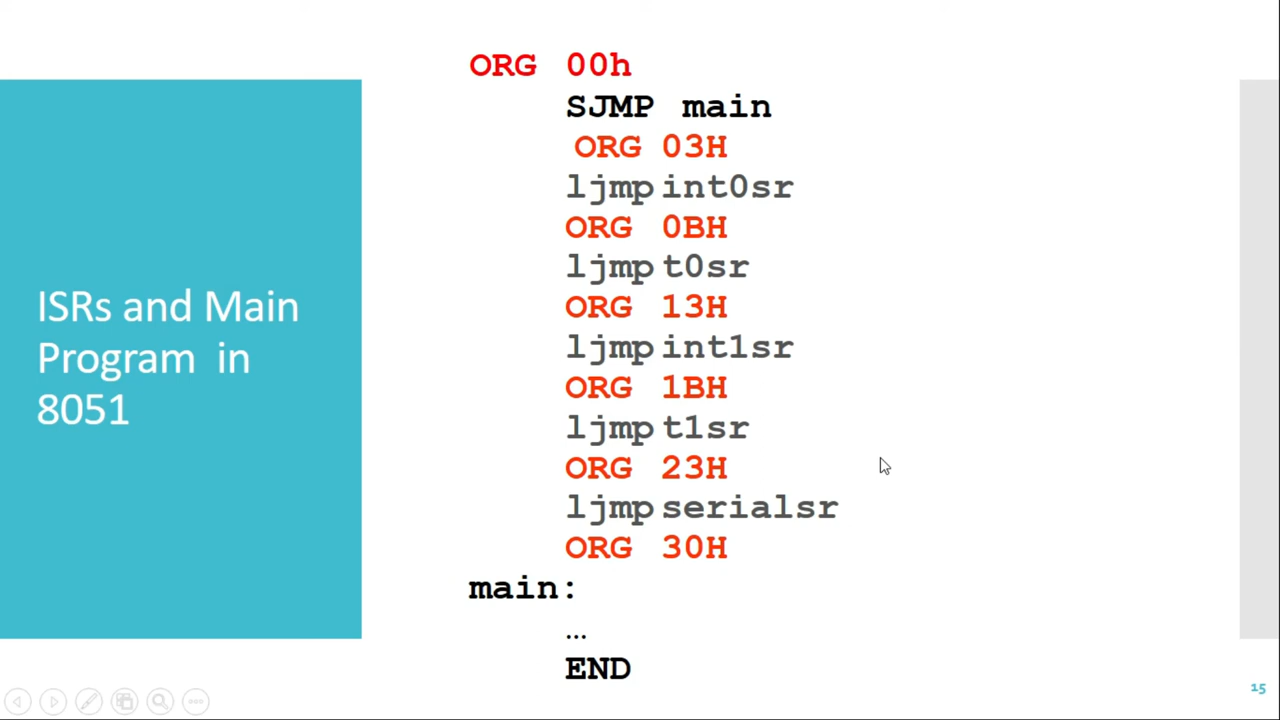 ISRs and Main
Program in
8051
ORG 00h
SJMP main
ORG 03H
ljmp int0sr
ORG 0BH
ljmp t0sr
ORG 13H
ljmp int1sr
ORG 1BH
ljmp t1sr
ORG 23H
ljmp serialsr
ORG 30H
main:
…
END
15